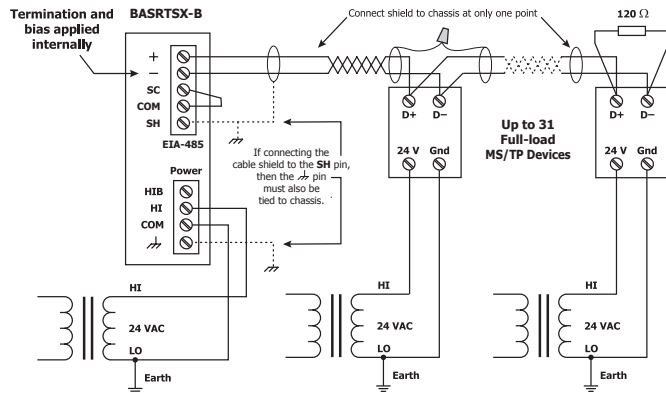 Termination and
bias applied
internally
BASRTSX-B
Connect shield to chassis at only one point
120 Ω
+
−
SC
COM
SH
EIA-485
D+ D−
24 V Gnd
Up to 31
Full-load
MS/TP Devices
D+ D−
24 V Gnd
If connecting the
cable shield to the SH pin,
then the pin
must also be
tied to chassis.
Power
HIB
HI
COM
HI
24 VAC
LO
Earth
HI
24 VAC
LO
Earth
HI
24 VAC
LO
Earth